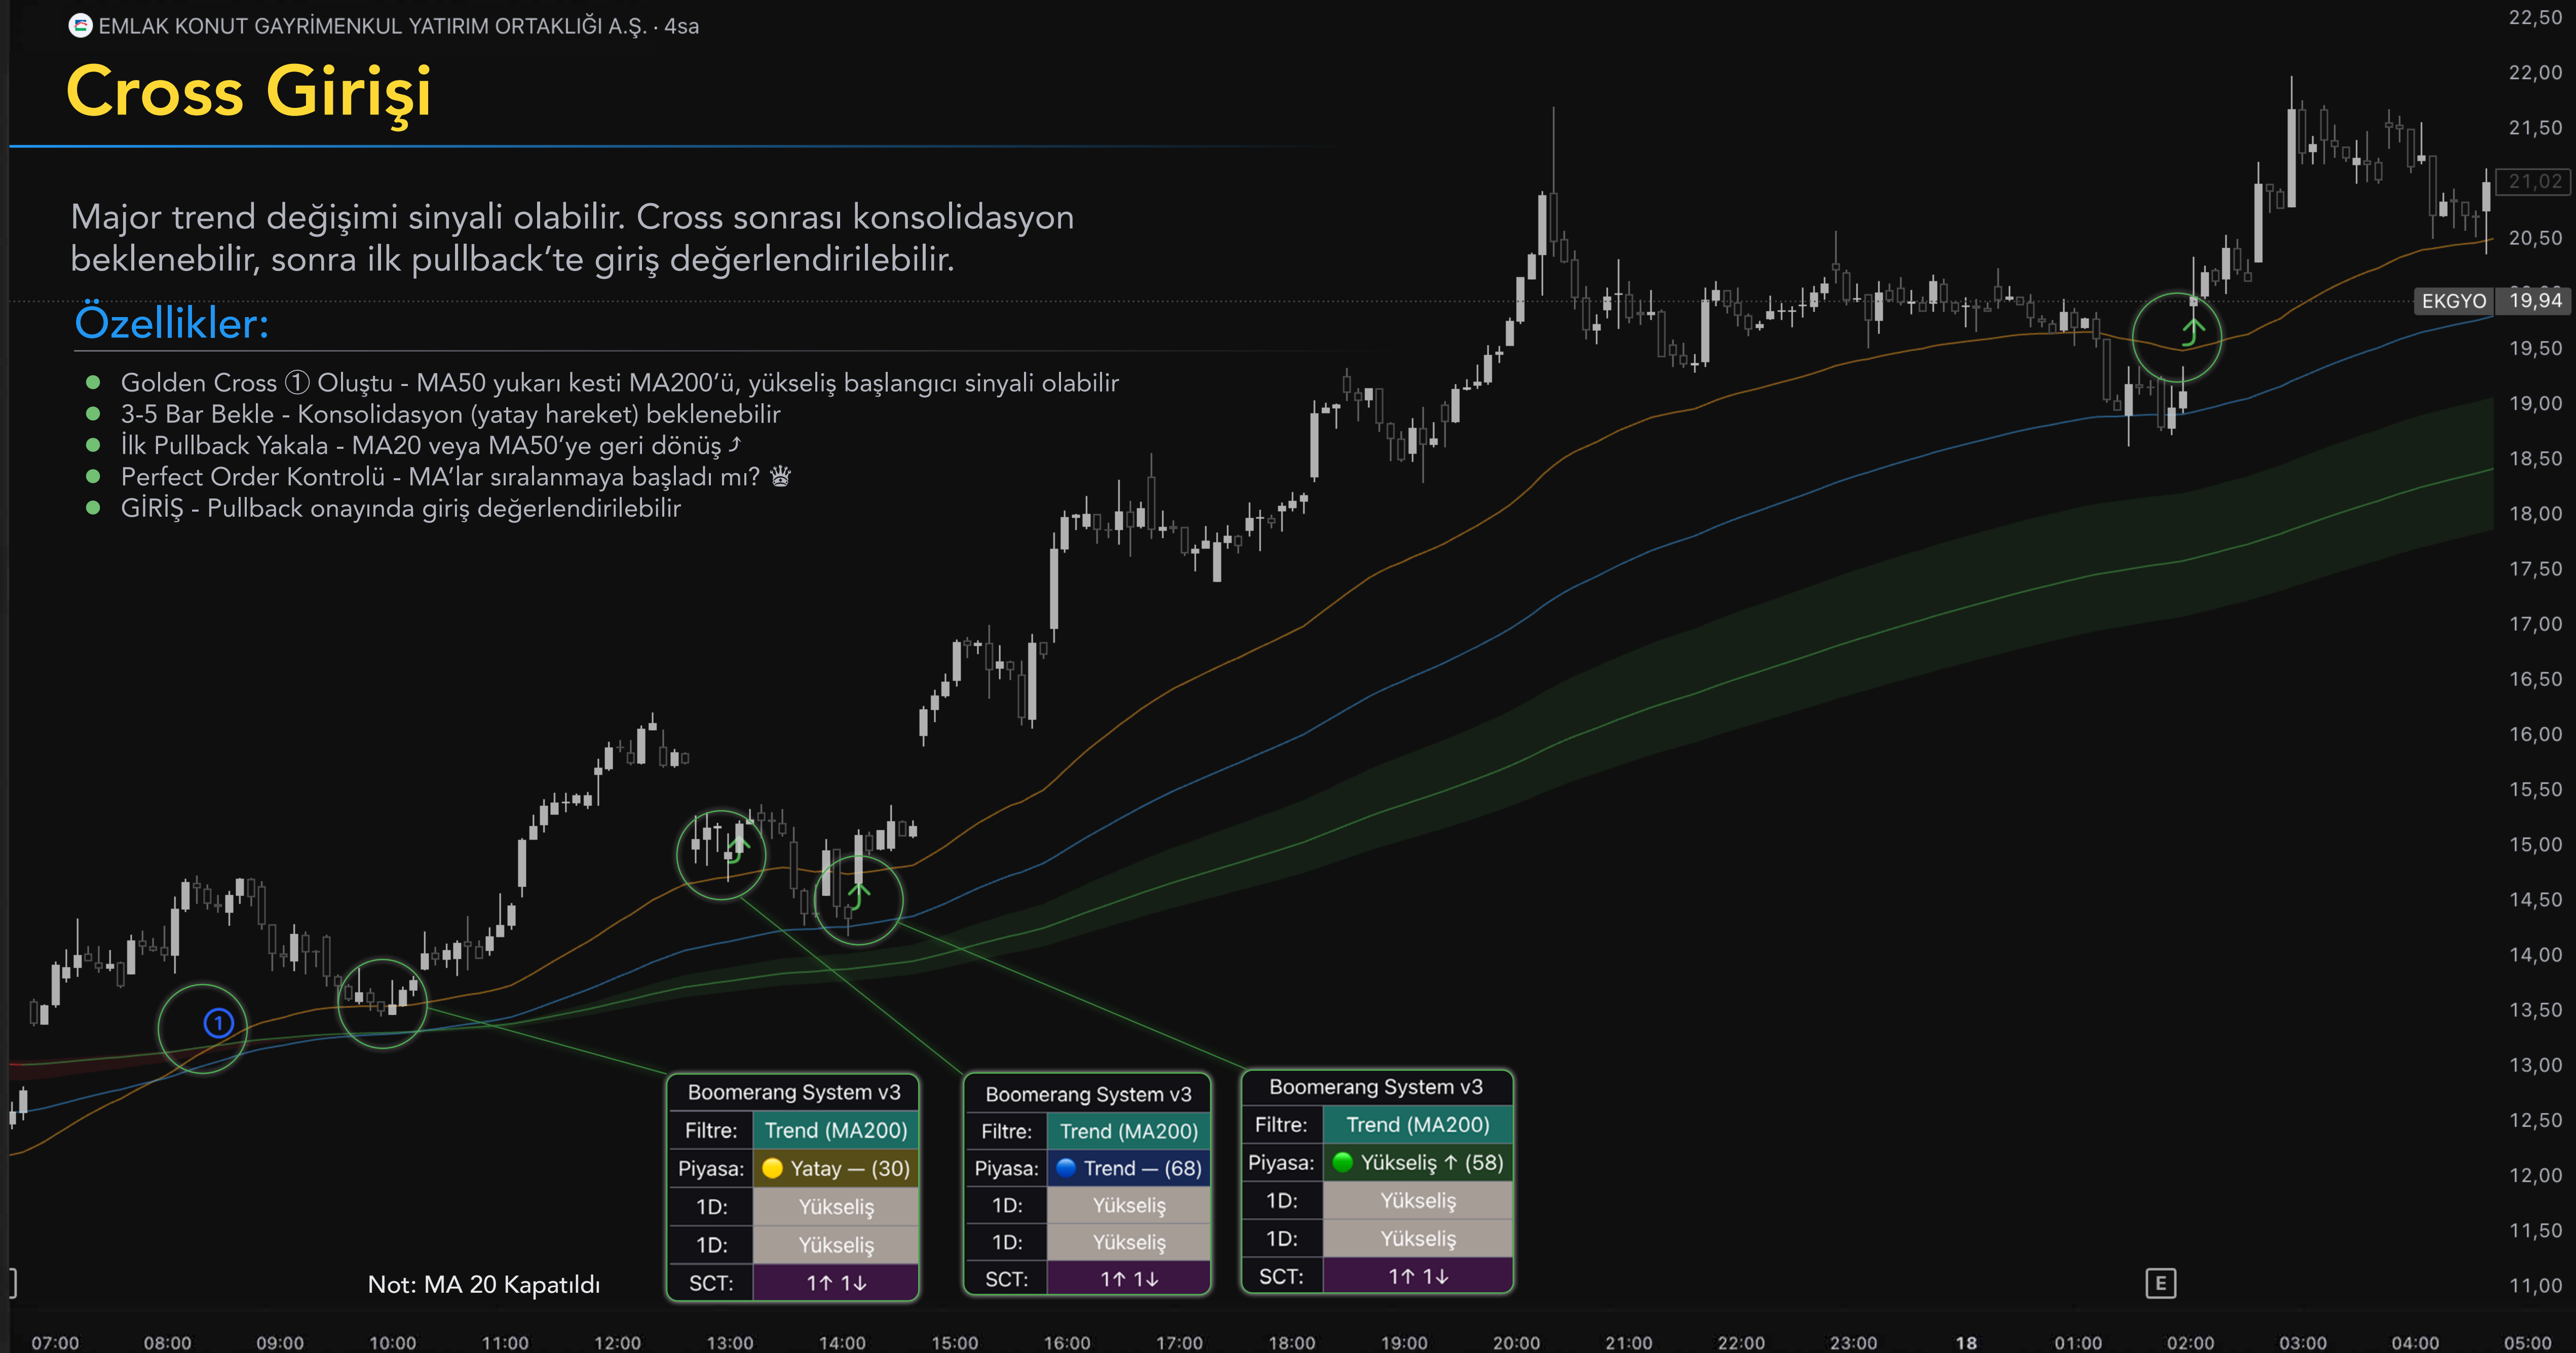 EMLAK KONUT GAYRİMENKUL YATIRIM ORTAKLIĞI A.Ş. · 4sa
Cross Girişi
Major trend değişimi sinyali olabilir. Cross sonrası konsolidasyon
beklenebilir, sonra ilk pullback’te giriş değerlendirilebilir.
Özellikler:
● Golden Cross ① Oluştu - MA50 yukarı kesti MA200’ü, yükseliş başlangıcı sinyali olabilir
● 3-5 Bar Bekle - Konsolidasyon (yatay hareket) beklenebilir
● İlk Pullback Yakala - MA20 veya MA50’ye geri dönüş ⤴
● Perfect Order Kontrolü - MA’lar sıralanmaya başladı mı? ♛
● GİRİŞ - Pullback onayında giriş değerlendirilebilir
22,50
22,00
21,50
21,02
20,50
EKGYO 19,94
19,50
19,00
18,50
18,00
17,50
17,00
16,50
16,00
15,50
15,00
14,50
14,00
13,50
13,00
12,50
12,00
11,50
11,00
①
Boomerang System v3
Filtre: Trend (MA200)
Piyasa: 🟡 Yatay — (30)
1D: Yükseliş
1D: Yükseliş
SCT: 1↑ 1↓
Boomerang System v3
Filtre: Trend (MA200)
Piyasa: 🔵 Trend — (68)
1D: Yükseliş
1D: Yükseliş
SCT: 1↑ 1↓
Boomerang System v3
Filtre: Trend (MA200)
Piyasa: 🟢 Yükseliş ↑ (58)
1D: Yükseliş
1D: Yükseliş
SCT: 1↑ 1↓
Not: MA 20 Kapatıldı
E
07:00 08:00 09:00 10:00 11:00 12:00 13:00 14:00 15:00 16:00 17:00 18:00 19:00 20:00 21:00 22:00 23:00 18 01:00 02:00 03:00 04:00 05:00